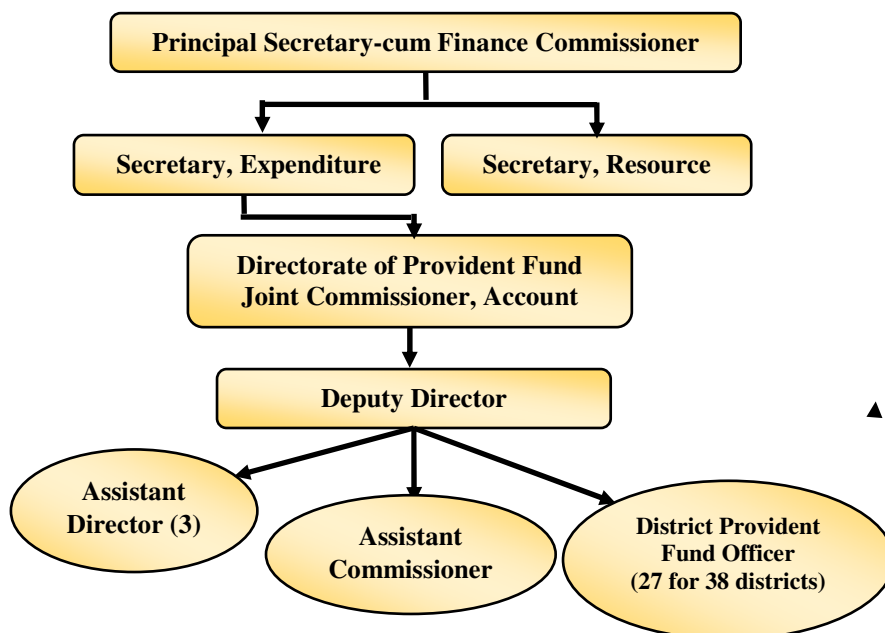 Principal Secretary-cum Finance Commissioner
Secretary, Expenditure
Secretary, Resource
Directorate of Provident Fund
Joint Commissioner, Account
Deputy Director
Assistant
Director (3)
Assistant
Commissioner
District Provident
Fund Officer
(27 for 38 districts)